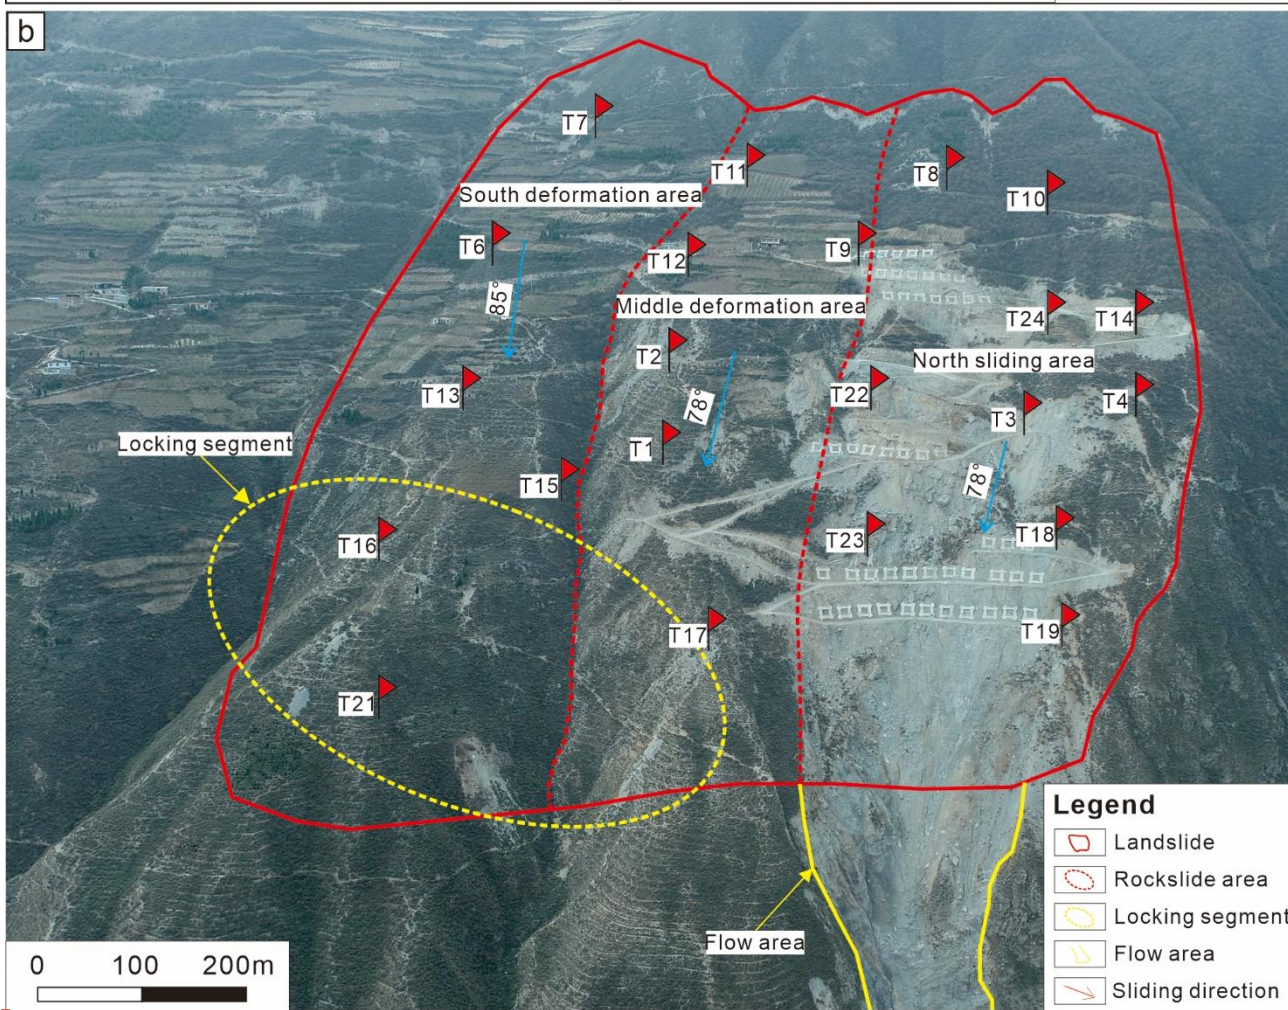 b
T7
T11
T8
T10
South deformation area
T6
T12
T9
85°
Middle deformation area
T24
T14
T2
North sliding area
T13
78°
T22
T3
T4
Locking segment
T1
T15
78°
T16
T23
T18
T17
T19
T21
Legend
Landslide
Rockslide area
Locking segment
Flow area
Flow area
Sliding direction
0 100 200m